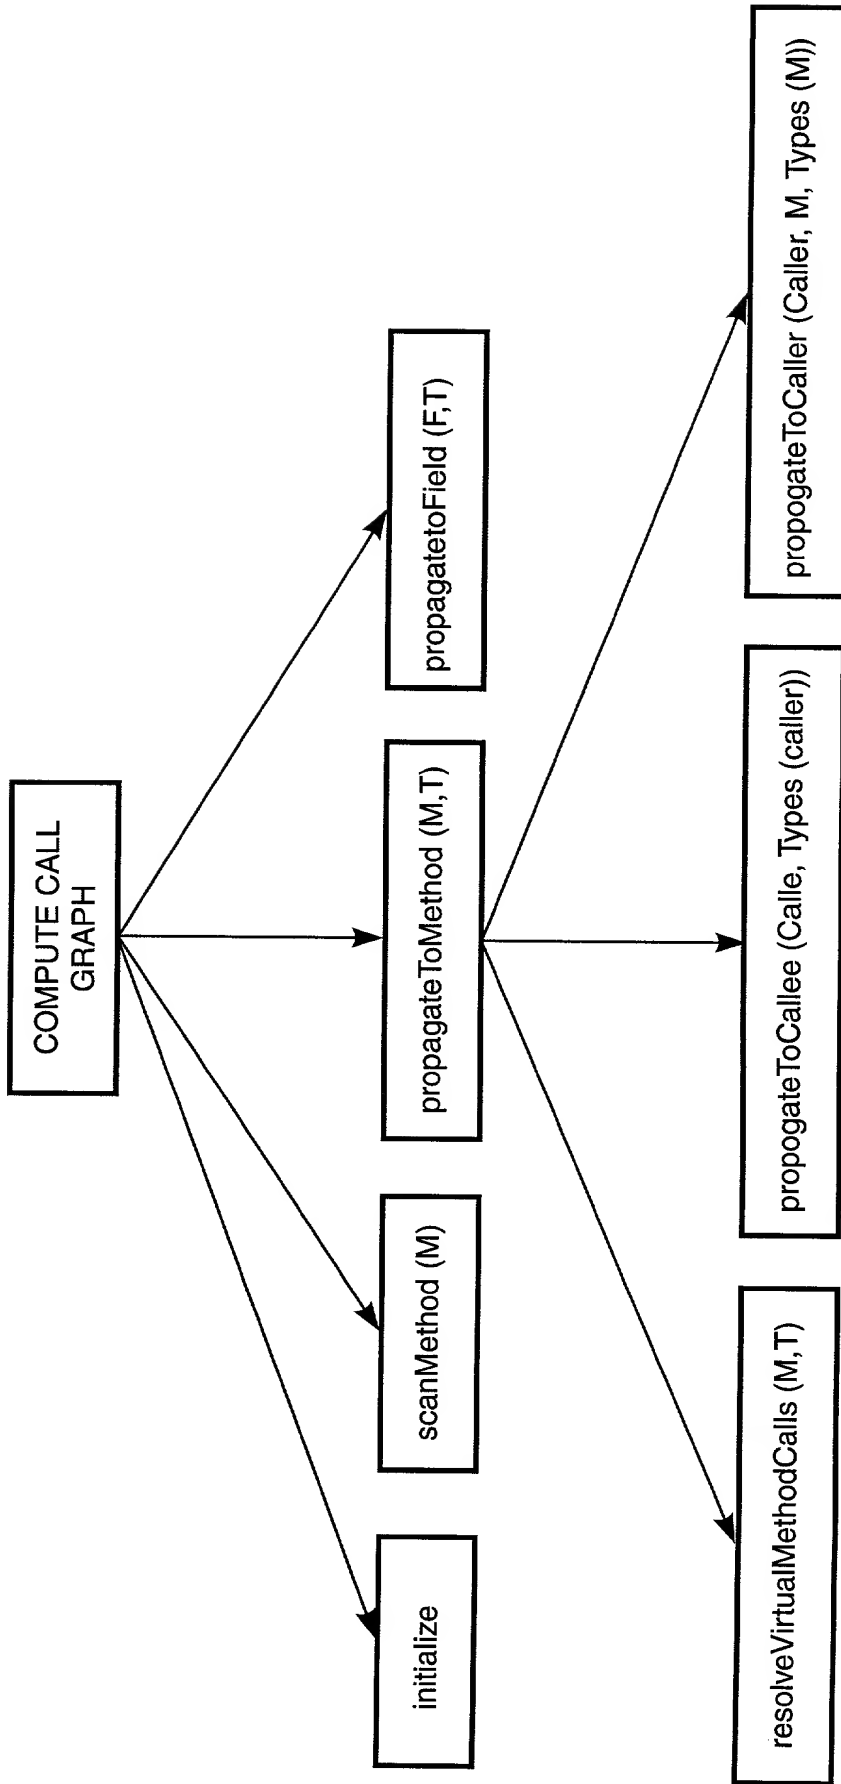 COMPUTE CALL
GRAPH
initialize
scanMethod (M)
propagateToMethod (M,T)
propagatetoField (F,T)
resolveVirtualMethodCalls (M,T)
propogateToCallee (Calle, Types (caller))
propogateToCaller (Caller, M, Types (M))